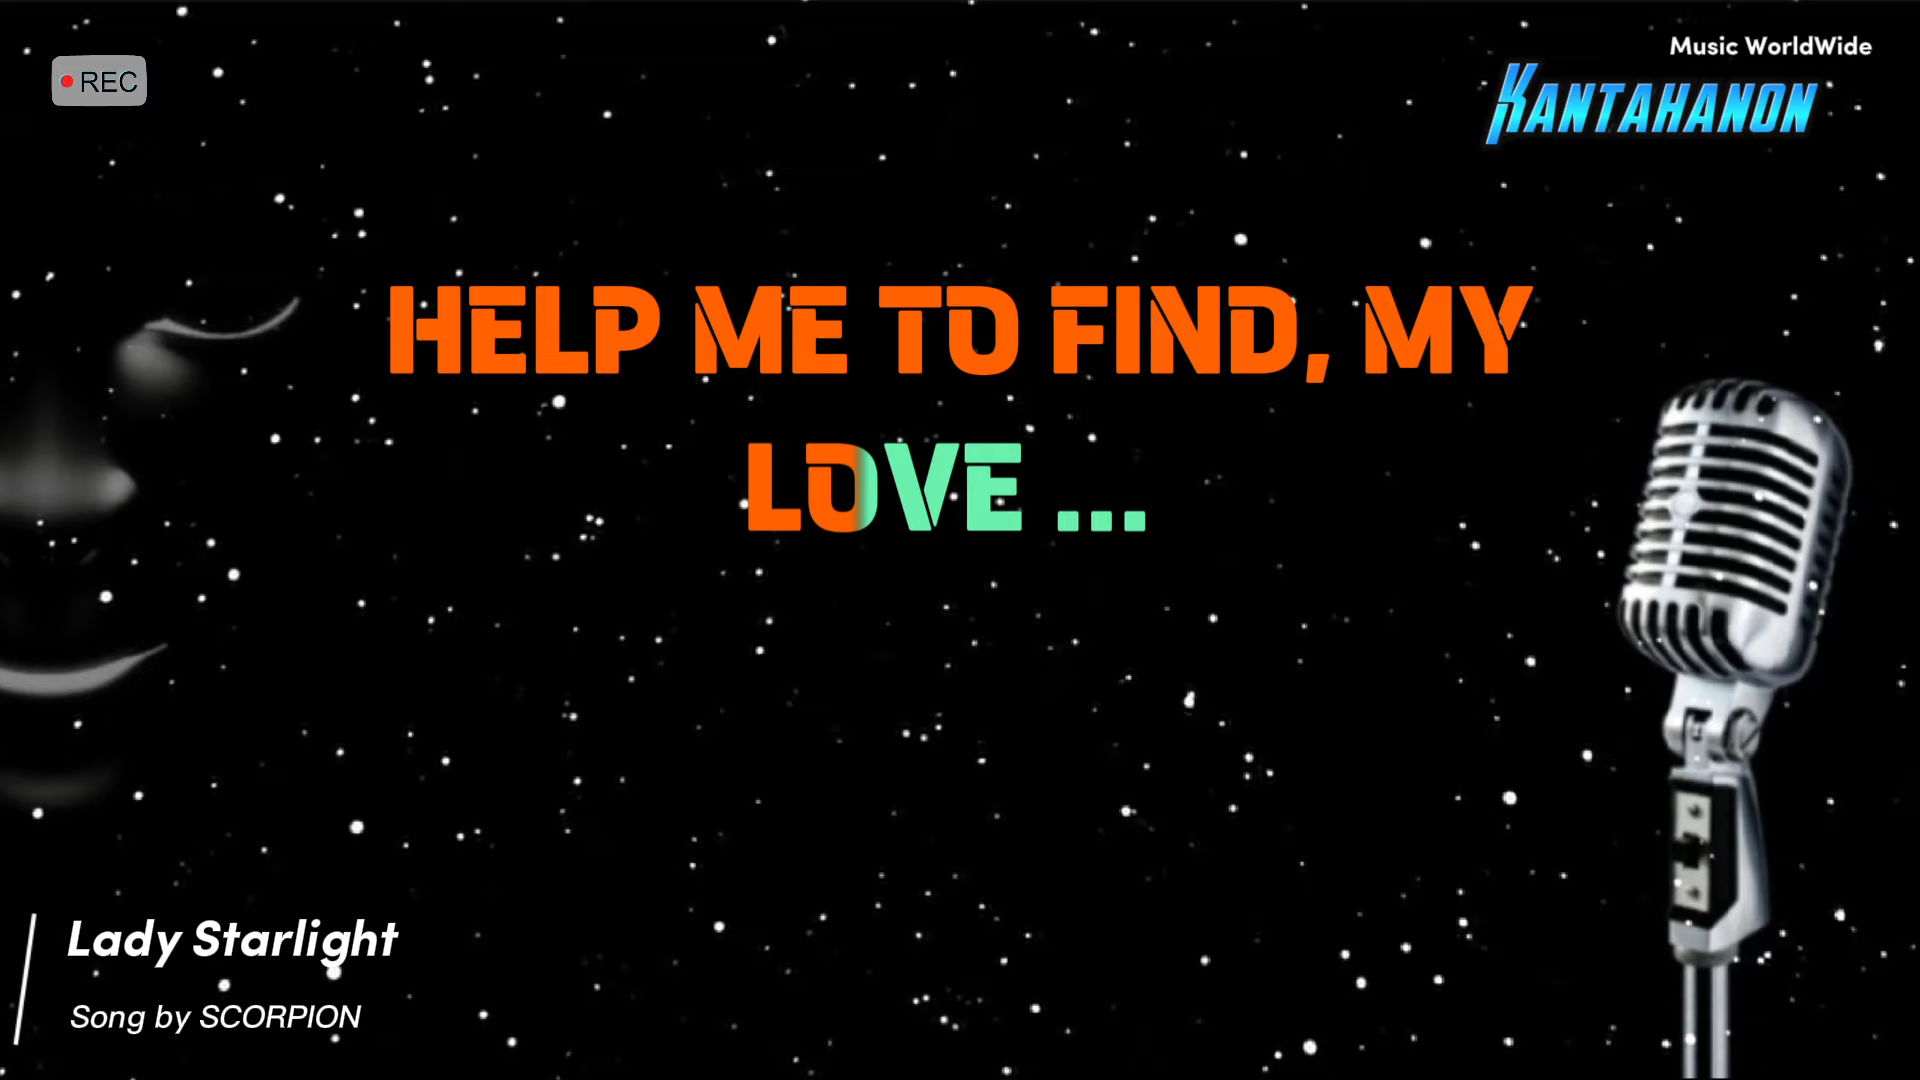 REC
Music WorldWide
KANTAHANON
HELP ME TO FIND, MY
LOVE ...
Lady Starlight
Song by SCORPION